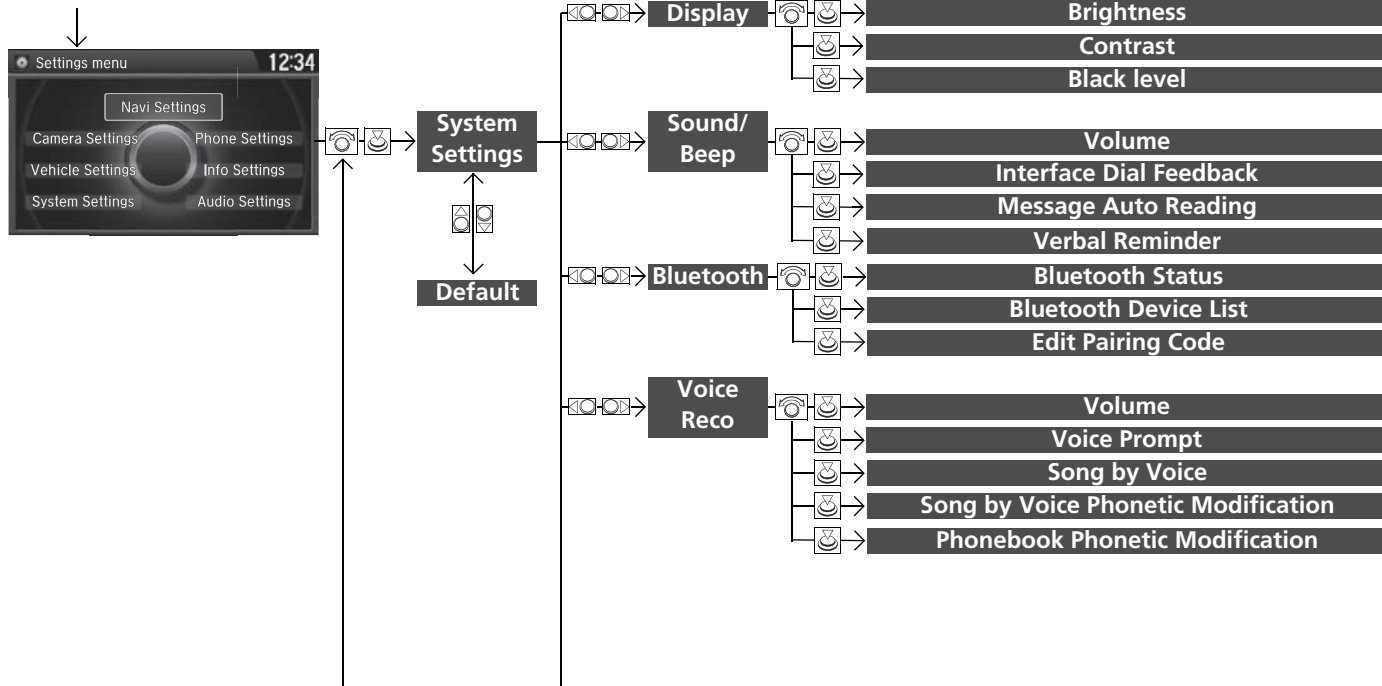 Settings menu 12:34
Navi Settings
Camera Settings Phone Settings
Vehicle Settings Info Settings
System Settings Audio Settings
System
Settings
Default
Display
Brightness
Contrast
Black level
Sound/
Beep
Volume
Interface Dial Feedback
Message Auto Reading
Verbal Reminder
Bluetooth
Bluetooth Status
Bluetooth Device List
Edit Pairing Code
Voice
Reco
Volume
Voice Prompt
Song by Voice
Song by Voice Phonetic Modification
Phonebook Phonetic Modification